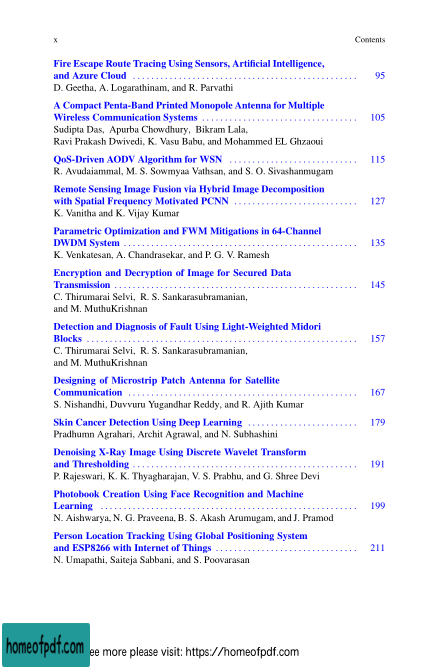 x Contents
Fire Escape Route Tracing Using Sensors, Artificial Intelligence,
and Azure Cloud .................................................. 95
D. Geetha, A. Logarathinam, and R. Parvathi
A Compact Penta-Band Printed Monopole Antenna for Multiple
Wireless Communication Systems .................................. 105
Sudipta Das, Apurba Chowdhury, Bikram Lala,
Ravi Prakash Dwivedi, K. Vasu Babu, and Mohammed EL Ghzaoui
QoS-Driven AODV Algorithm for WSN ............................ 115
R. Avudaiammal, M. S. Sowmyaa Vathsan, and S. O. Sivashanmugam
Remote Sensing Image Fusion via Hybrid Image Decomposition
with Spatial Frequency Motivated PCNN ........................... 127
K. Vanitha and K. Vijay Kumar
Parametric Optimization and FWM Mitigations in 64-Channel
DWDM System ................................................... 135
K. Venkatesan, A. Chandrasekar, and P. G. V. Ramesh
Encryption and Decryption of Image for Secured Data
Transmission ..................................................... 145
C. Thirumarai Selvi, R. S. Sankarasubramanian,
and M. MuthuKrishnan
Detection and Diagnosis of Fault Using Light-Weighted Midori
Blocks ........................................................... 157
C. Thirumarai Selvi, R. S. Sankarasubramanian,
and M. MuthuKrishnan
Designing of Microstrip Patch Antenna for Satellite
Communication .................................................. 167
S. Nishandhi, Duvvuru Yugandhar Reddy, and R. Ajith Kumar
Skin Cancer Detection Using Deep Learning ........................ 179
Pradhumn Agrahari, Archit Agrawal, and N. Subhashini
Denoising X-Ray Image Using Discrete Wavelet Transform
and Thresholding ................................................. 191
P. Rajeswari, K. K. Thyagharajan, V. S. Prabhu, and G. Shree Devi
Photobook Creation Using Face Recognition and Machine
Learning ........................................................ 199
N. Aishwarya, N. G. Praveena, B. S. Akash Arumugam, and J. Pramod
Person Location Tracking Using Global Positioning System
and ESP8266 with Internet of Things ............................... 211
N. Umapathi, Saiteja Sabbani, and S. Poovarasan
homeofpdf.com ee more please visit: https://homeofpdf.com